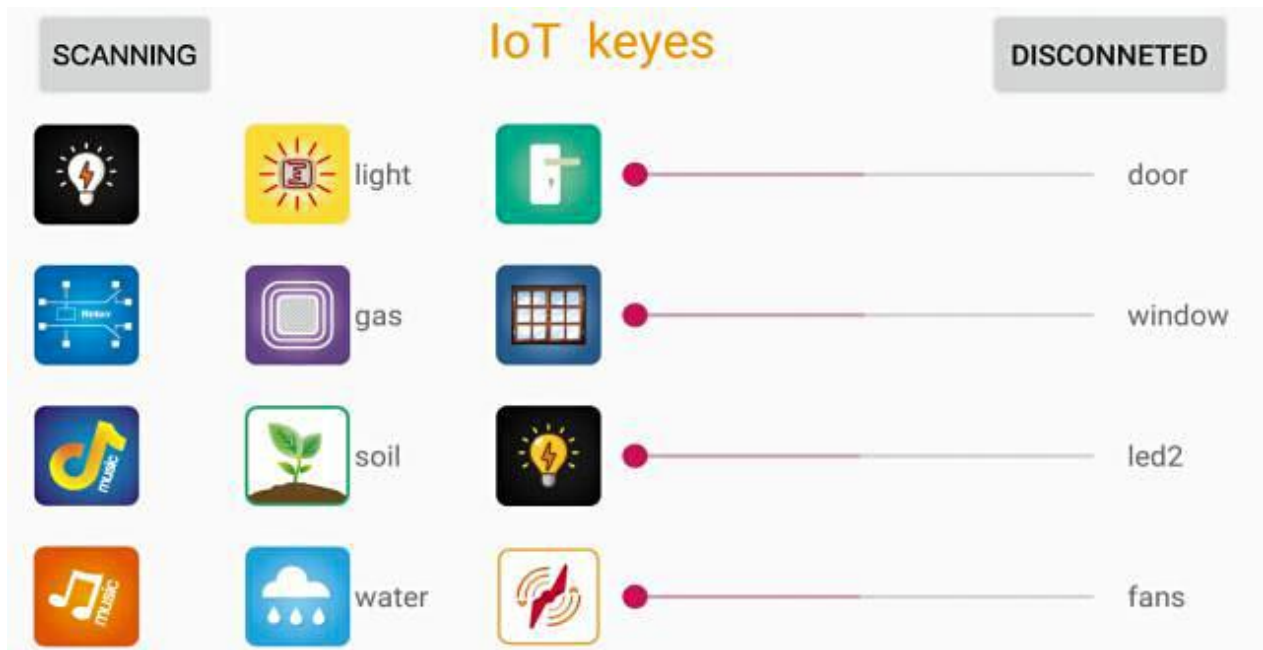 SCANNING
IoT keyes
DISCONNETED
light
door
Relay
gas
window
music
soil
led2
music
water
fans